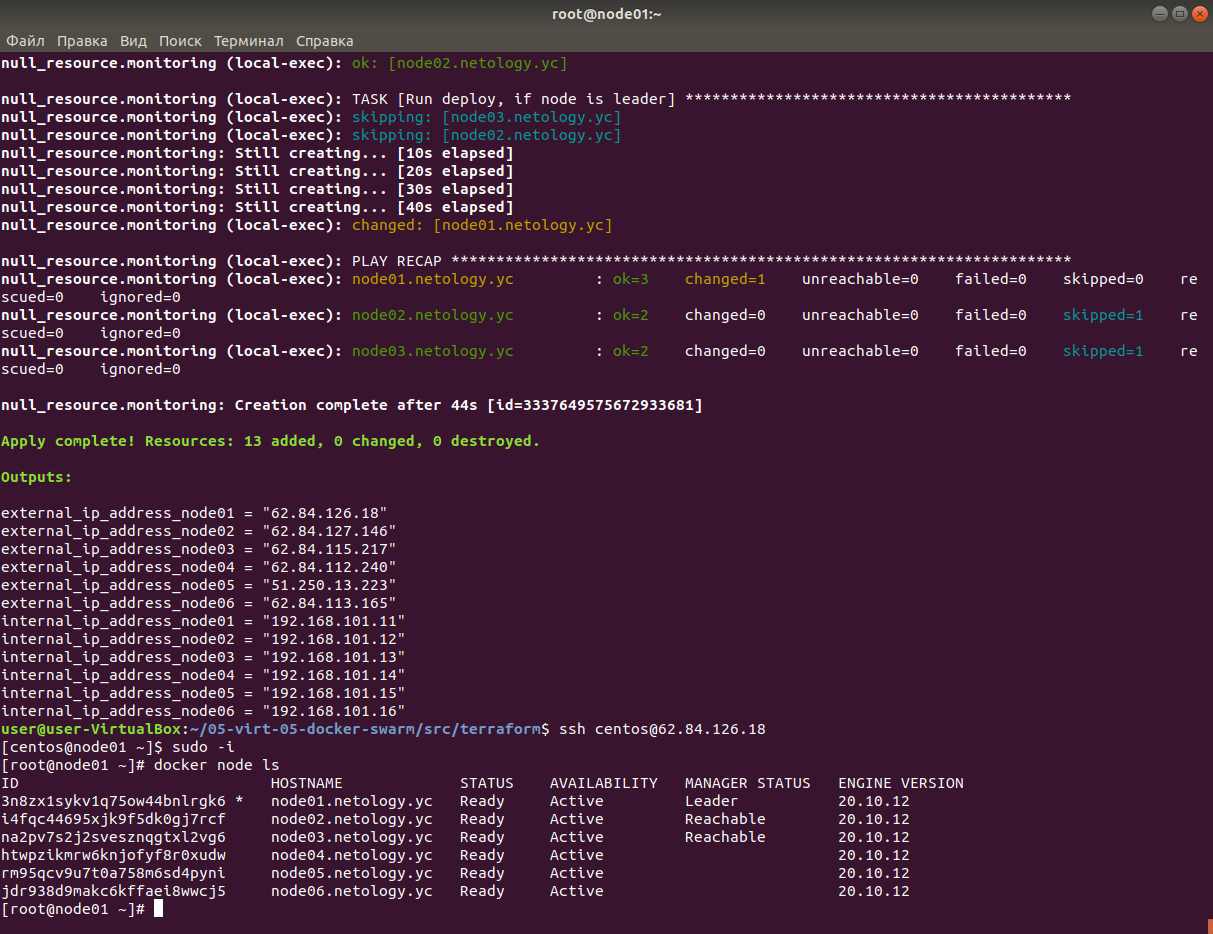 root@node01:~
Файл Правка Вид Поиск Терминал Справка
null_resource.monitoring (local-exec): ok: [node02.netology.yc]
null_resource.monitoring (local-exec): TASK [Run deploy, if node is leader] *******************************************
null_resource.monitoring (local-exec): skipping: [node03.netology.yc]
null_resource.monitoring (local-exec): skipping: [node02.netology.yc]
null_resource.monitoring: Still creating... [10s elapsed]
null_resource.monitoring: Still creating... [20s elapsed]
null_resource.monitoring: Still creating... [30s elapsed]
null_resource.monitoring: Still creating... [40s elapsed]
null_resource.monitoring (local-exec): changed: [node01.netology.yc]
null_resource.monitoring (local-exec): PLAY RECAP *********************************************************************
null_resource.monitoring (local-exec): node01.netology.yc         : ok=3    changed=1    unreachable=0    failed=0    skipped=0    re
scued=0    ignored=0
null_resource.monitoring (local-exec): node02.netology.yc         : ok=2    changed=0    unreachable=0    failed=0    skipped=1    re
scued=0    ignored=0
null_resource.monitoring (local-exec): node03.netology.yc         : ok=2    changed=0    unreachable=0    failed=0    skipped=1    re
scued=0    ignored=0
null_resource.monitoring: Creation complete after 44s [id=3337649575672933681]
Apply complete! Resources: 13 added, 0 changed, 0 destroyed.
Outputs:
external_ip_address_node01 = "62.84.126.18"
external_ip_address_node02 = "62.84.127.146"
external_ip_address_node03 = "62.84.115.217"
external_ip_address_node04 = "62.84.112.240"
external_ip_address_node05 = "51.250.13.223"
external_ip_address_node06 = "62.84.113.165"
internal_ip_address_node01 = "192.168.101.11"
internal_ip_address_node02 = "192.168.101.12"
internal_ip_address_node03 = "192.168.101.13"
internal_ip_address_node04 = "192.168.101.14"
internal_ip_address_node05 = "192.168.101.15"
internal_ip_address_node06 = "192.168.101.16"
user@user-VirtualBox:~/05-virt-05-docker-swarm/src/terraform$ ssh centos@62.84.126.18
[centos@node01 ~]$ sudo -i
[root@node01 ~]# docker node ls
ID                            HOSTNAME             STATUS    AVAILABILITY   MANAGER STATUS   ENGINE VERSION
3n8zx1sykv1q75ow44bnlrgk6 *   node01.netology.yc   Ready     Active         Leader           20.10.12
i4fqc44695xjk9f5dk0gj7rcf     node02.netology.yc   Ready     Active         Reachable        20.10.12
na2pv7s2j2svesznqgtxl2vg6     node03.netology.yc   Ready     Active         Reachable        20.10.12
htwpzikmrw6knjofyf8r0xudw     node04.netology.yc   Ready     Active                          20.10.12
rm95qcv9u7t0a758m6sd4pyni     node05.netology.yc   Ready     Active                          20.10.12
jdr938d9makc6kffaei8wwcj5     node06.netology.yc   Ready     Active                          20.10.12
[root@node01 ~]#